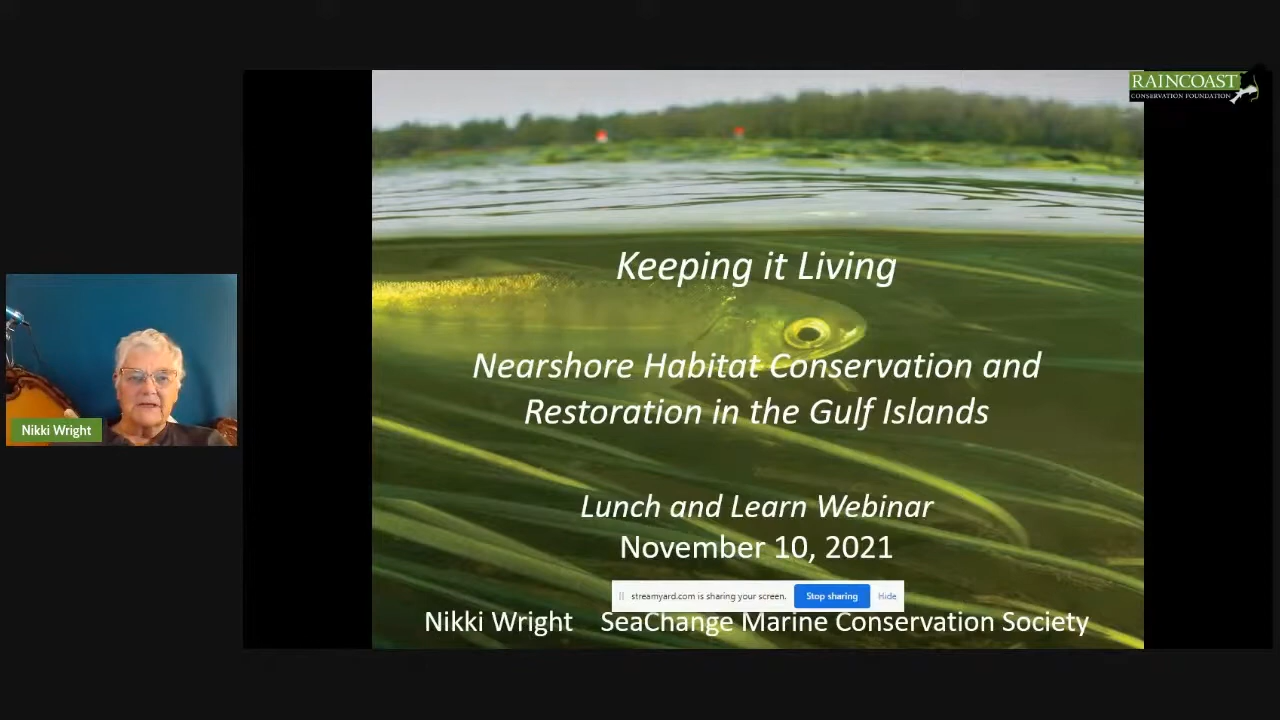 RAINCOAST
CONSERVATION FOUNDATION
Keeping it Living
Nearshore Habitat Conservation and
Restoration in the Gulf Islands
Lunch and Learn Webinar
November 10, 2021
streamyard.com is sharing your screen. Stop sharing Hide
Nikki Wright SeaChange Marine Conservation Society
Nikki Wright